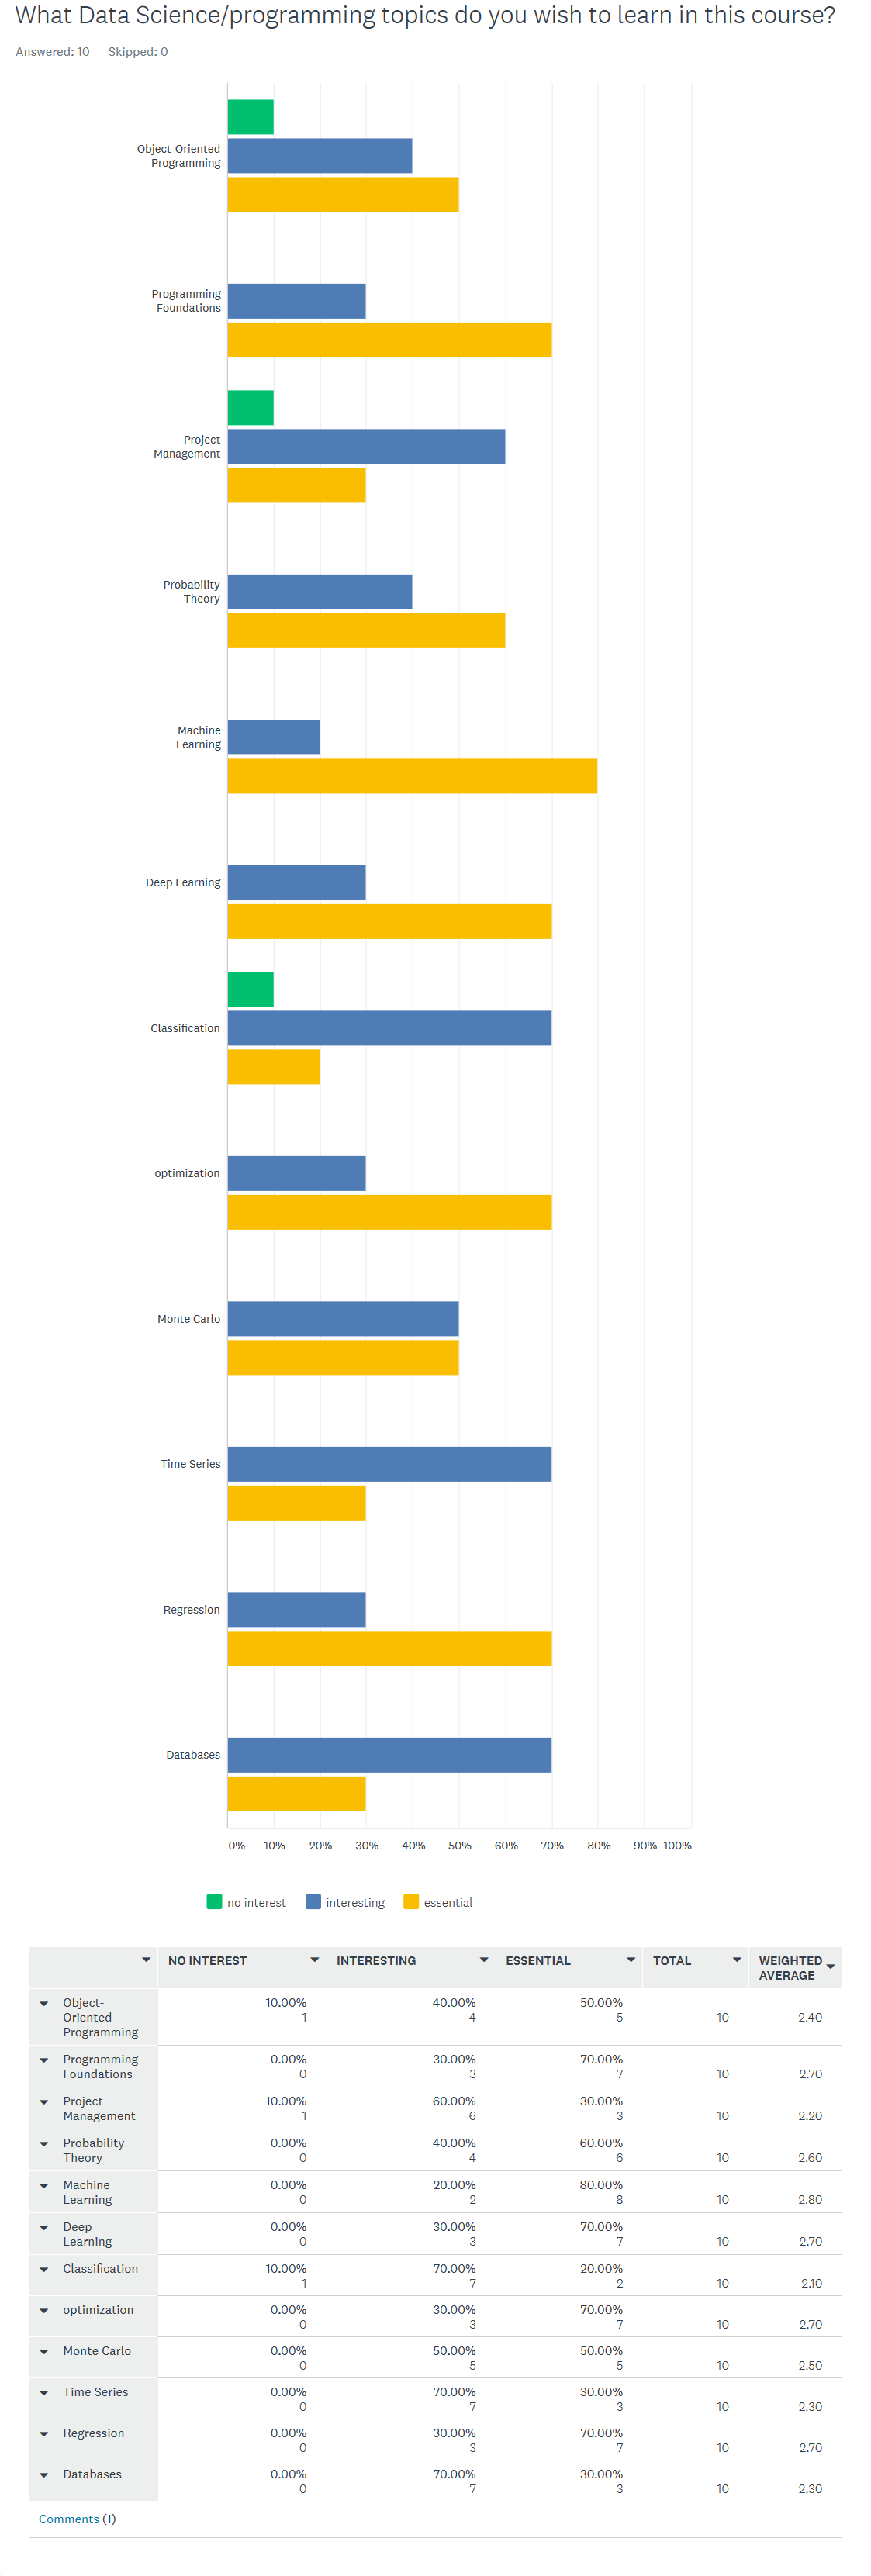 What Data Science/programming topics do you wish to learn in this course?
Answered: 10 Skipped: 0
Object-Oriented
Programming
Programming
Foundations
Project
Management
Probability
Theory
Machine
Learning
Deep Learning
Classification
optimization
Monte Carlo
Time Series
Regression
Databases
0% 10% 20% 30% 40% 50% 60% 70% 80% 90% 100%
no interest interesting essential
NO INTEREST INTERESTING ESSENTIAL TOTAL WEIGHTED
AVERAGE
Object- 10.00% 40.00% 50.00%
Oriented 1 4 5 10 2.40
Programming
Programming 0.00% 30.00% 70.00%
Foundations 0 3 7 10 2.70
Project 10.00% 60.00% 30.00%
Management 1 6 3 10 2.20
Probability 0.00% 40.00% 60.00%
Theory 0 4 6 10 2.60
Machine 0.00% 20.00% 80.00%
Learning 0 2 8 10 2.80
Deep 0.00% 30.00% 70.00%
Learning 0 3 7 10 2.70
Classification 10.00% 70.00% 20.00%
1 7 2 10 2.10
optimization 0.00% 30.00% 70.00%
0 3 7 10 2.70
Monte Carlo 0.00% 50.00% 50.00%
0 5 5 10 2.50
Time Series 0.00% 70.00% 30.00%
0 7 3 10 2.30
Regression 0.00% 30.00% 70.00%
0 3 7 10 2.70
Databases 0.00% 70.00% 30.00%
0 7 3 10 2.30
Comments (1)